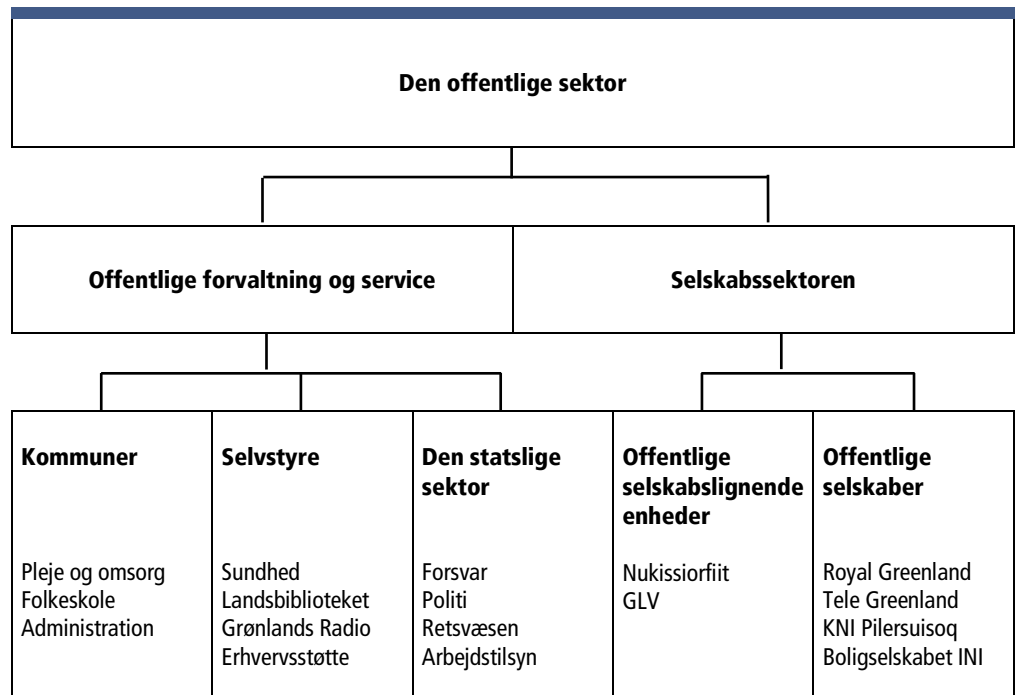 Den offentlige sektor
Offentlige forvaltning og service
Selskabssektoren
Kommuner
Pleje og omsorg
Folkeskole
Administration
Selvstyre
Sundhed
Landsbiblioteket
Grønlands Radio
Erhvervsstøtte
Den statslige
sektor
Forsvar
Politi
Retsvæsen
Arbejdstilsyn
Offentlige
selskabslignende
enheder
Nukissiorfiit
GLV
Offentlige
selskaber
Royal Greenland
Tele Greenland
KNI Pilersuisoq
Boligselskabet INI